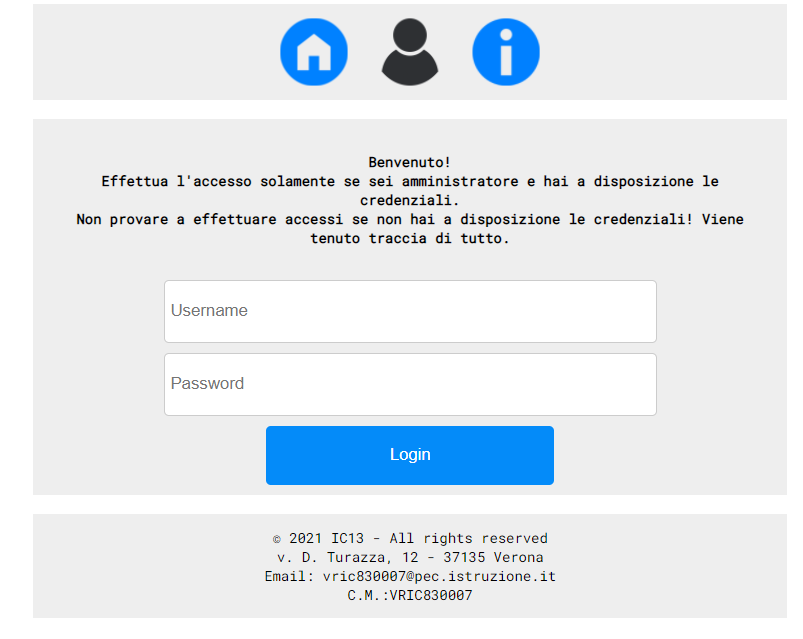 Benvenuto!
Effettua l'accesso solamente se sei amministratore e hai a disposizione le
credenziali.
Non provare a effettuare accessi se non hai a disposizione le credenziali! Viene
tenuto traccia di tutto.
Username
Password
Login
© 2021 IC13 - All rights reserved
v. D. Turazza, 12 - 37135 Verona
Email: vric830007@pec.istruzione.it
C.M.:VRIC830007